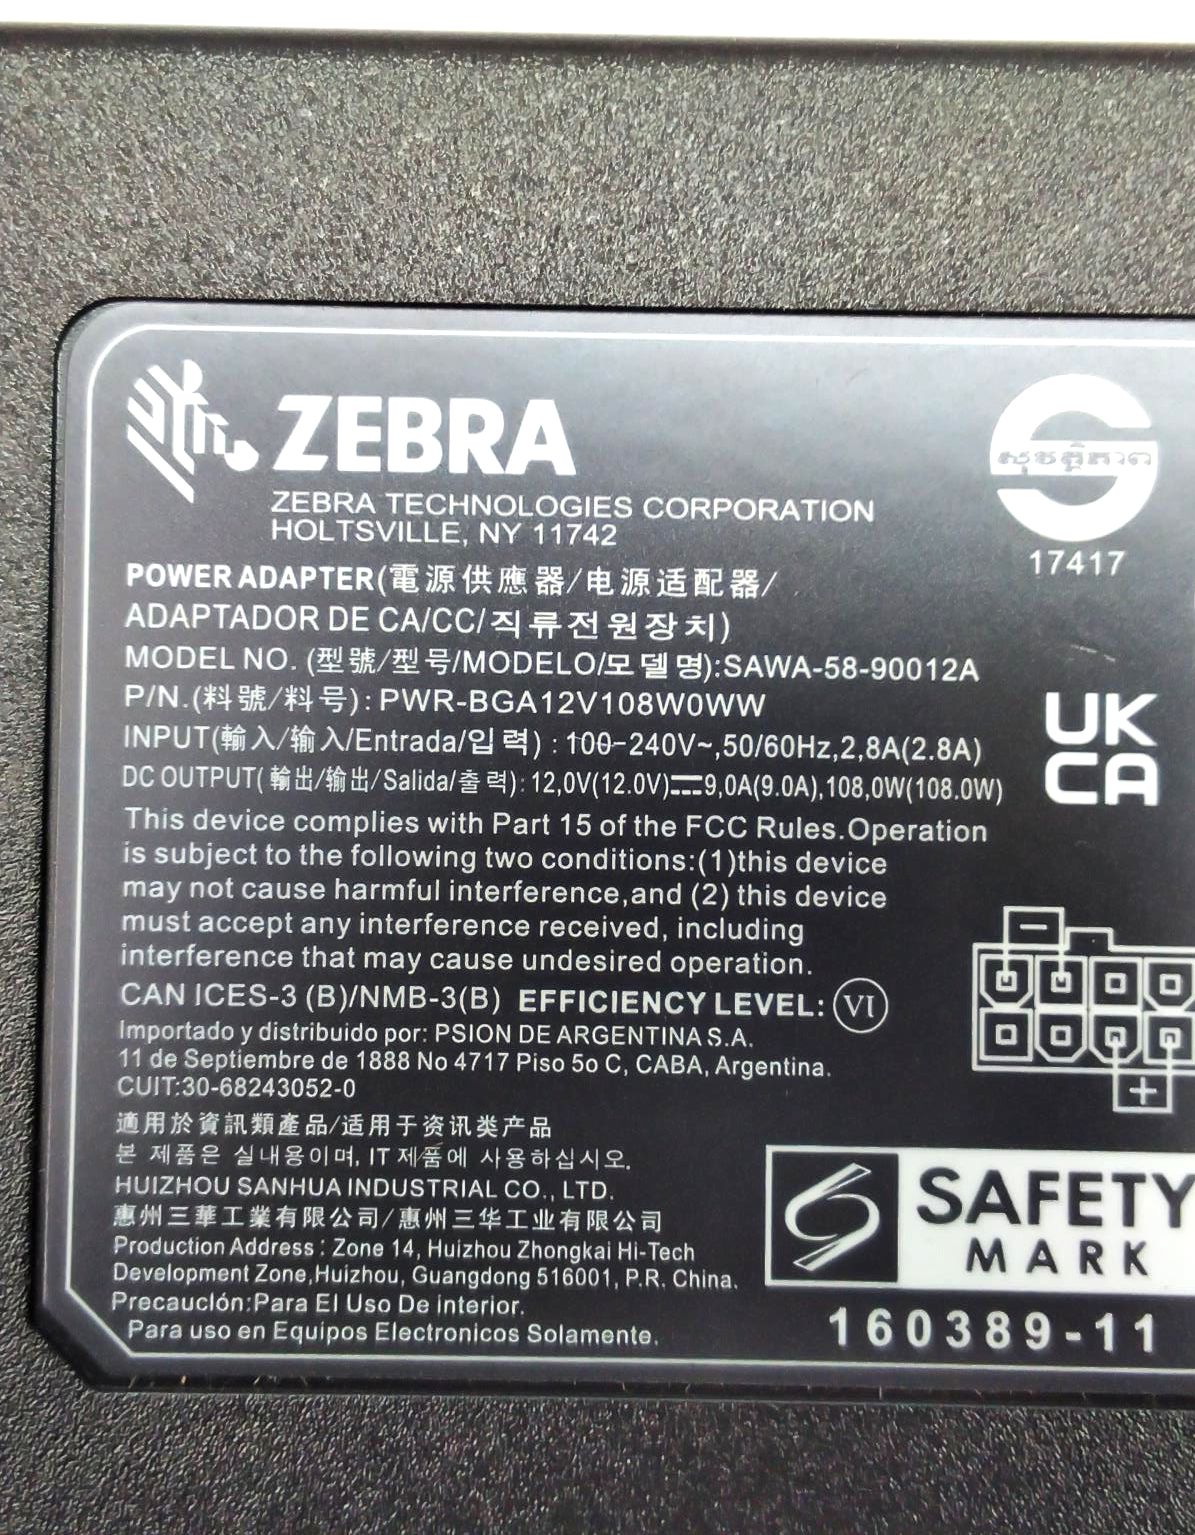 ZEBRA
ZEBRA TECHNOLOGIES CORPORATION
HOLTSVILLE, NY 11742
17417
POWER ADAPTER(電源供應器/电源适配器/
ADAPTADOR DE CA/CC/직류전원장치)
MODEL NO. (型號/型号/MODELO/모델명):SAWA-58-90012A
P/N.(料號/料号): PWR-BGA12V108W0WW
INPUT(輸入/输入/Entrada/입력) : 100-240V~,50/60Hz,2,8A(2.8A)
DC OUTPUT( 輸出/输出/Salida/출력): 12,0V(12.0V)⎓9,0A(9.0A),108,0W(108.0W)
UK
CA
This device complies with Part 15 of the FCC Rules.Operation
is subject to the following two conditions:(1)this device
may not cause harmful interference,and (2) this device
must accept any interference received, including
interference that may cause undesired operation.
CAN ICES-3 (B)/NMB-3(B) EFFICIENCY LEVEL: VI
Importado y distribuido por: PSION DE ARGENTINA S.A.
11 de Septiembre de 1888 No 4717 Piso 5o C, CABA, Argentina.
CUIT:30-68243052-0
− +
適用於資訊類產品/适用于资讯类产品
본 제품은 실내용이며, IT 제품에 사용하십시오.
HUIZHOU SANHUA INDUSTRIAL CO., LTD.
惠州三華工業有限公司/惠州三华工业有限公司
Production Address : Zone 14, Huizhou Zhongkai Hi-Tech
Development Zone,Huizhou, Guangdong 516001, P.R. China.
Precauclón:Para El Uso De interior.
Para uso en Equipos Electronicos Solamente.
SAFETY
MARK
160389-11